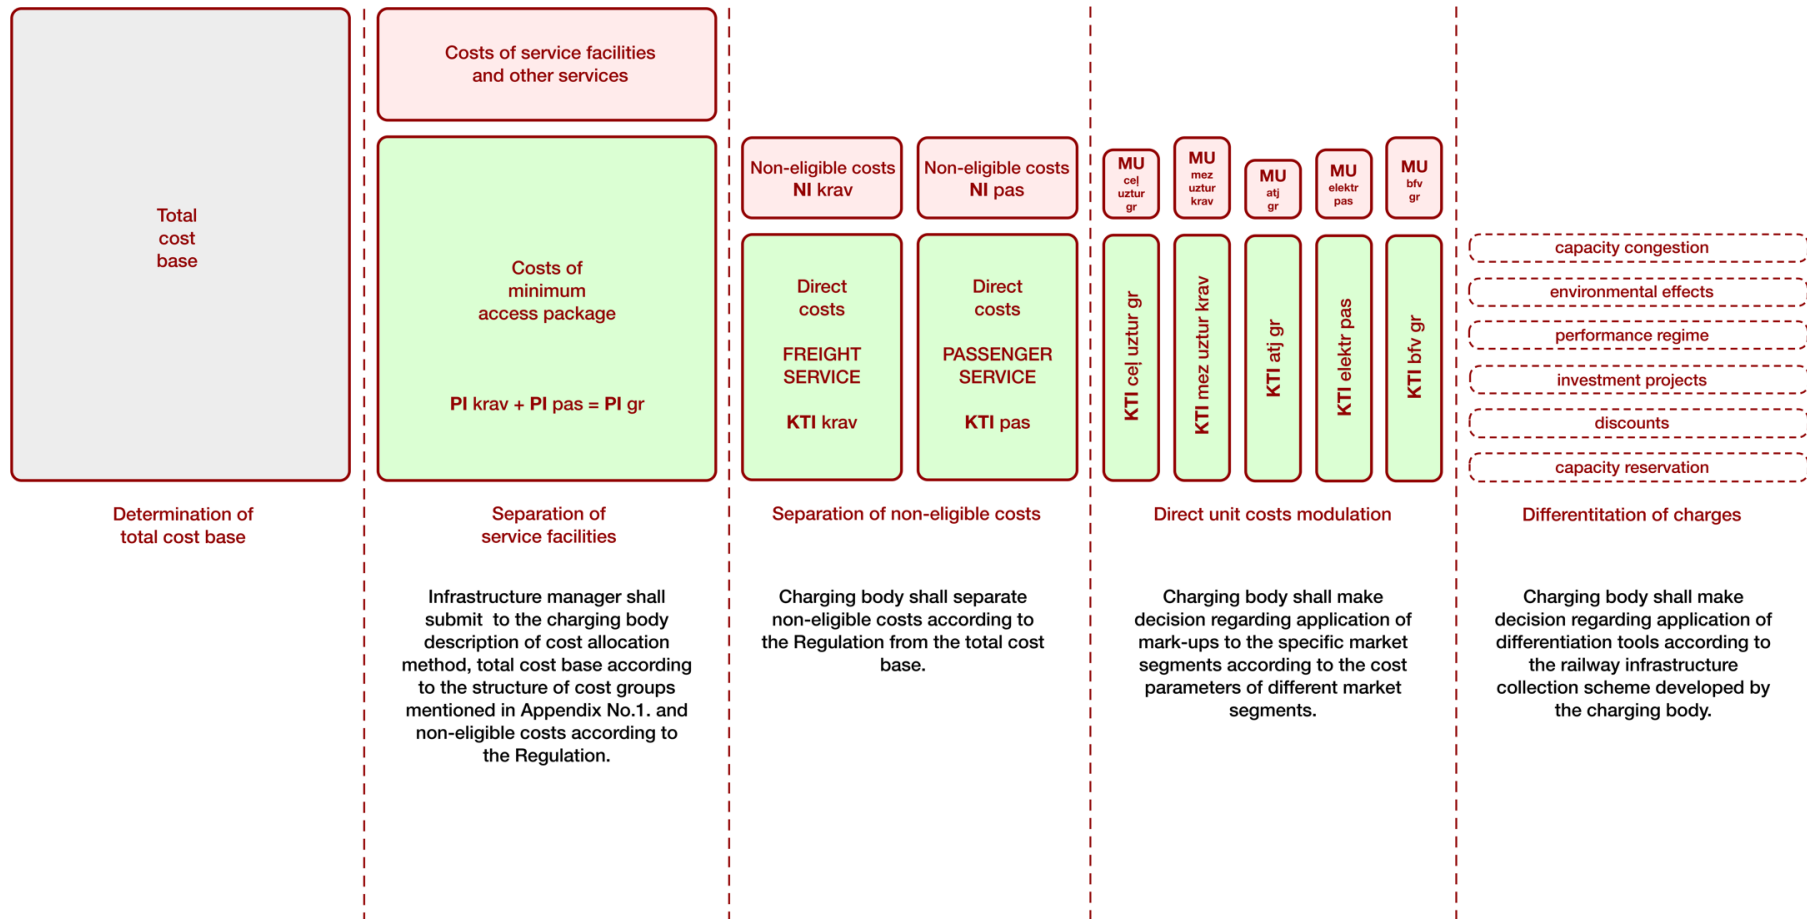 Total
cost
base
Determination of
total cost base
Costs of service facilities
and other services
Costs of
minimum
access package
PI krav + PI pas = PI gr
Separation of
service facilities
Infrastructure manager shall
submit to the charging body
description of cost allocation
method, total cost base according
to the structure of cost groups
mentioned in Appendix No.1. and
non-eligible costs according to
the Regulation.
Non-eligible costs
NI krav
Non-eligible costs
NI pas
Direct
costs
FREIGHT
SERVICE
KTI krav
Direct
costs
PASSENGER
SERVICE
KTI pas
Separation of non-eligible costs
Charging body shall separate
non-eligible costs according to
the Regulation from the total cost
base.
MU
ceļ
uztur
gr
MU
mez
uztur
krav
MU
atj
gr
MU
elektr
pas
MU
bfv
gr
KTI ceļ uztur gr
KTI mez uztur krav
KTI atj gr
KTI elektr pas
KTI bfv gr
Direct unit costs modulation
Charging body shall make
decision regarding application of
mark-ups to the specific market
segments according to the cost
parameters of different market
segments.
capacity congestion
environmental effects
performance regime
investment projects
discounts
capacity reservation
Differentitation of charges
Charging body shall make
decision regarding application of
differentiation tools according to
the railway infrastructure
collection scheme developed by
the charging body.